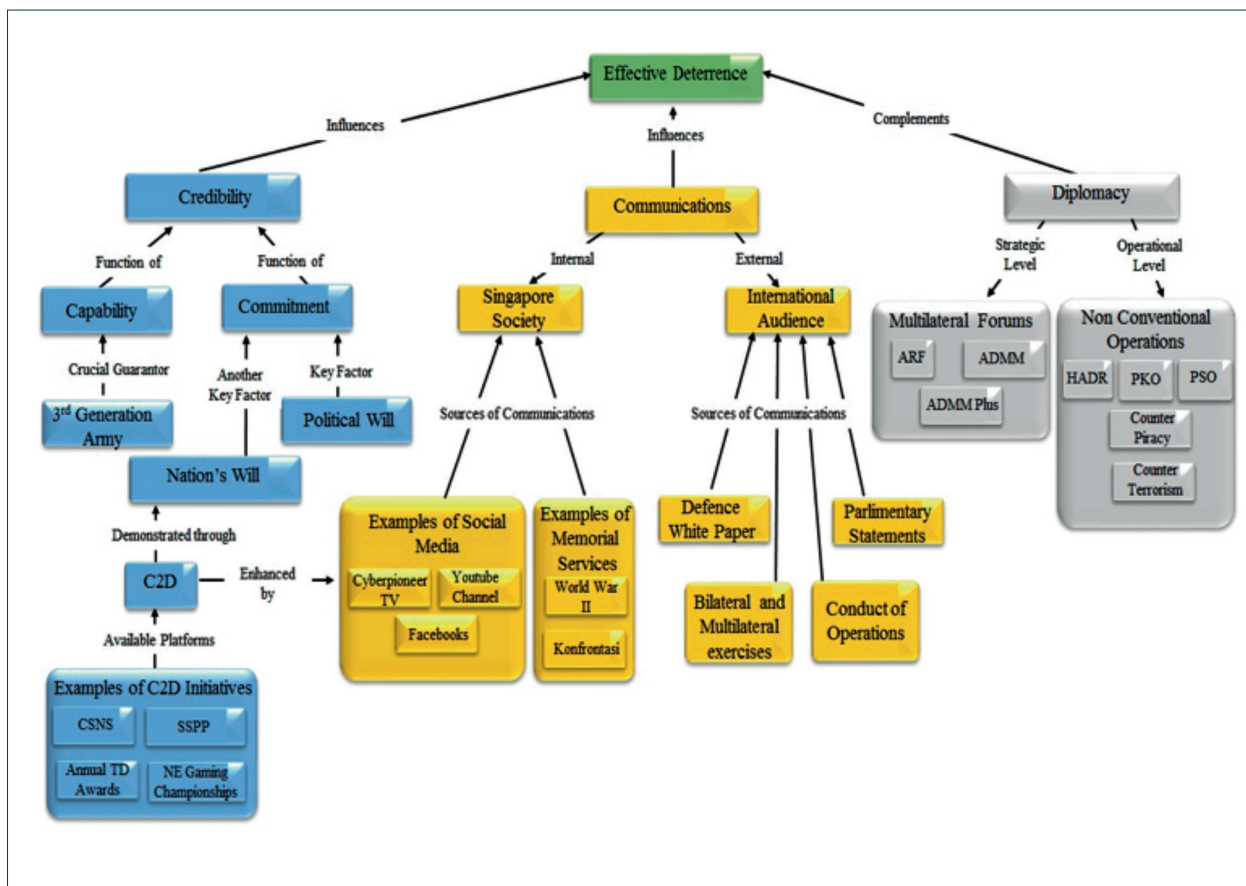 Effective Deterrence
Influences
Influences
Complements
Credibility
Communications
Diplomacy
Function of
Function of
Internal
External
Strategic
Level
Operational
Level
Capability
Commitment
Singapore
Society
International
Audience
Multilateral Forums
ARF
ADMM
ADMM Plus
Non Conventional
Operations
HADR
PKO
PSO
Counter
Piracy
Counter
Terrorism
Crucial Guarantor
Another
Key Factor
Key Factor
3rd Generation
Army
Political Will
Nation's Will
Sources of Communications
Sources of Communications
Demonstrated through
C2D
Enhanced
by
Available Platforms
Examples of C2D Initiatives
CSNS
SSPP
Annual TD
Awards
NE Gaming
Championships
Examples of Social
Media
Cyberpioneer
TV
Youtube
Channel
Facebooks
Examples of
Memorial
Services
World War
II
Konfrontasi
Defence
White Paper
Parlimentary
Statements
Bilateral and
Multilateral
exercises
Conduct of
Operations